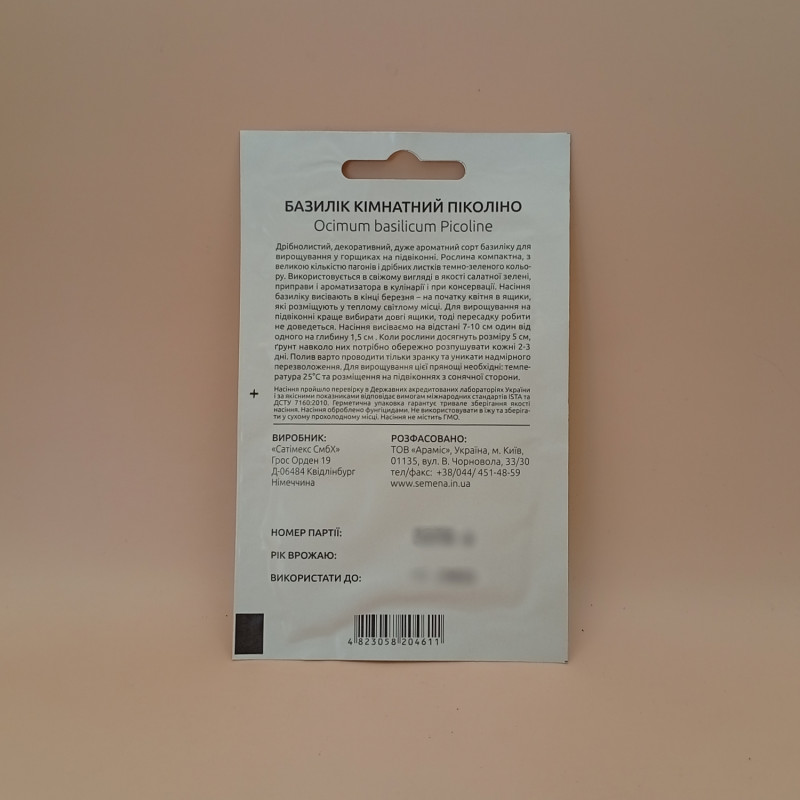 БАЗИЛІК КІМНАТНИЙ ПІКОЛІНО
Ocimum basilicum Picoline
Дрібнолистий, декоративний, дуже ароматний сорт базиліку для
вирощування у горщиках на підвіконні. Рослина компактна, з
великою кількістю пагонів і дрібних листків темно-зеленого кольо-
ру. Використовується в свіжому вигляді в якості салатної зелені,
приправи і ароматизатора в кулінарії і при консервації. Насіння
базиліку висівають в кінці березня – на початку квітня в ящики,
які розміщують у теплому світлому місці. Для вирощування на
підвіконні краще вибирати довгі ящики, тоді пересадку робити
не доведеться. Насіння висіваємо на відстані 7-10 см один від
одного на глибину 1,5 см . Коли рослини досягнуть розміру 5 см,
ґрунт навколо них потрібно обережно розпушувати кожні 2-3
дні. Полив варто проводити тільки зранку та уникати надмірного
перезволоження. Для вирощування цієї прянощі необхідні: темпе-
ратура 25°С та розміщення на підвіконнях з сонячної сторони.
Насіння пройшло перевірку в Державних акредитованих лабораторіях України
і за якісними показниками відповідає вимогам міжнародних стандартів ISTA та
ДСТУ 7160:2010. Герметична упаковка гарантує тривале зберігання якості
насіння. Насіння оброблено фунгіцидами. Не використовувати в їжу та зберіга-
ти у сухому прохолодному місці. Насіння не містить ГМО.
ВИРОБНИК:
«Сатімекс СмбХ»
Грос Орден 19
Д-06484 Квідлінбург
Німеччина
РОЗФАСОВАНО:
ТОВ «Араміс», Україна, м. Київ,
01135, вул. В. Чорновола, 33/30
тел/факс: +38/044/ 451-48-59
www.semena.in.ua
НОМЕР ПАРТІЇ:
РІК ВРОЖАЮ:
ВИКОРИСТАТИ ДО:
4 823058 204611